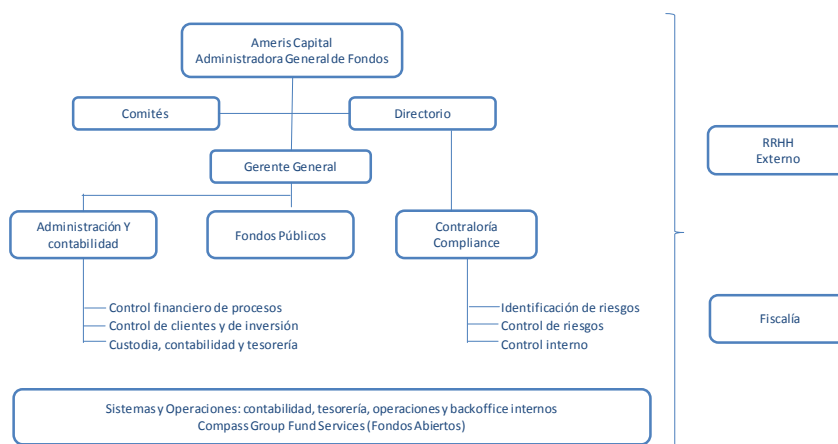 Ameris Capital
Administradora General de Fondos
Comités
Directorio
RRHH
Externo
Gerente General
Administración Y
contabilidad
Fondos Públicos
Contraloría
Compliance
Control financiero de procesos
Control de clientes y de inversión
Custodia, contabilidad y tesorería
Identificación de riesgos
Control de riesgos
Control interno
Fiscalía
Sistemas y Operaciones: contabilidad, tesorería, operaciones y backoffice internos
Compass Group Fund Services (Fondos Abiertos)